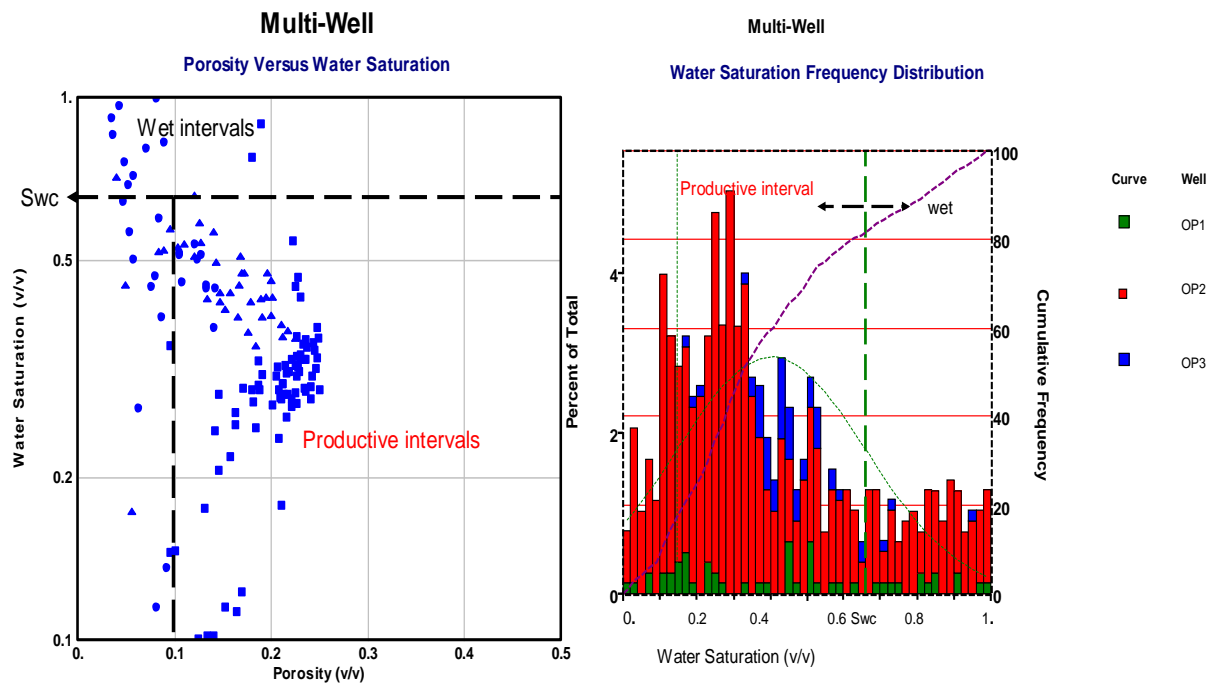 Multi-Well
Porosity Versus Water Saturation
Water Saturation (v/v)
1.
0.5
0.2
0.1
Swc
Wet intervals
Productive intervals
0.
0.1
0.2
0.3
0.4
0.5
Porosity (v/v)
Multi-Well
Water Saturation Frequency Distribution
Percent of Total
4
2
0
Productive interval
wet
100
80
60
40
20
0
Cumulative Frequency
0.
0.2
0.4
0.6 Swc
0.8
1.
Water Saturation (v/v)
Curve Well
OP1
OP2
OP3